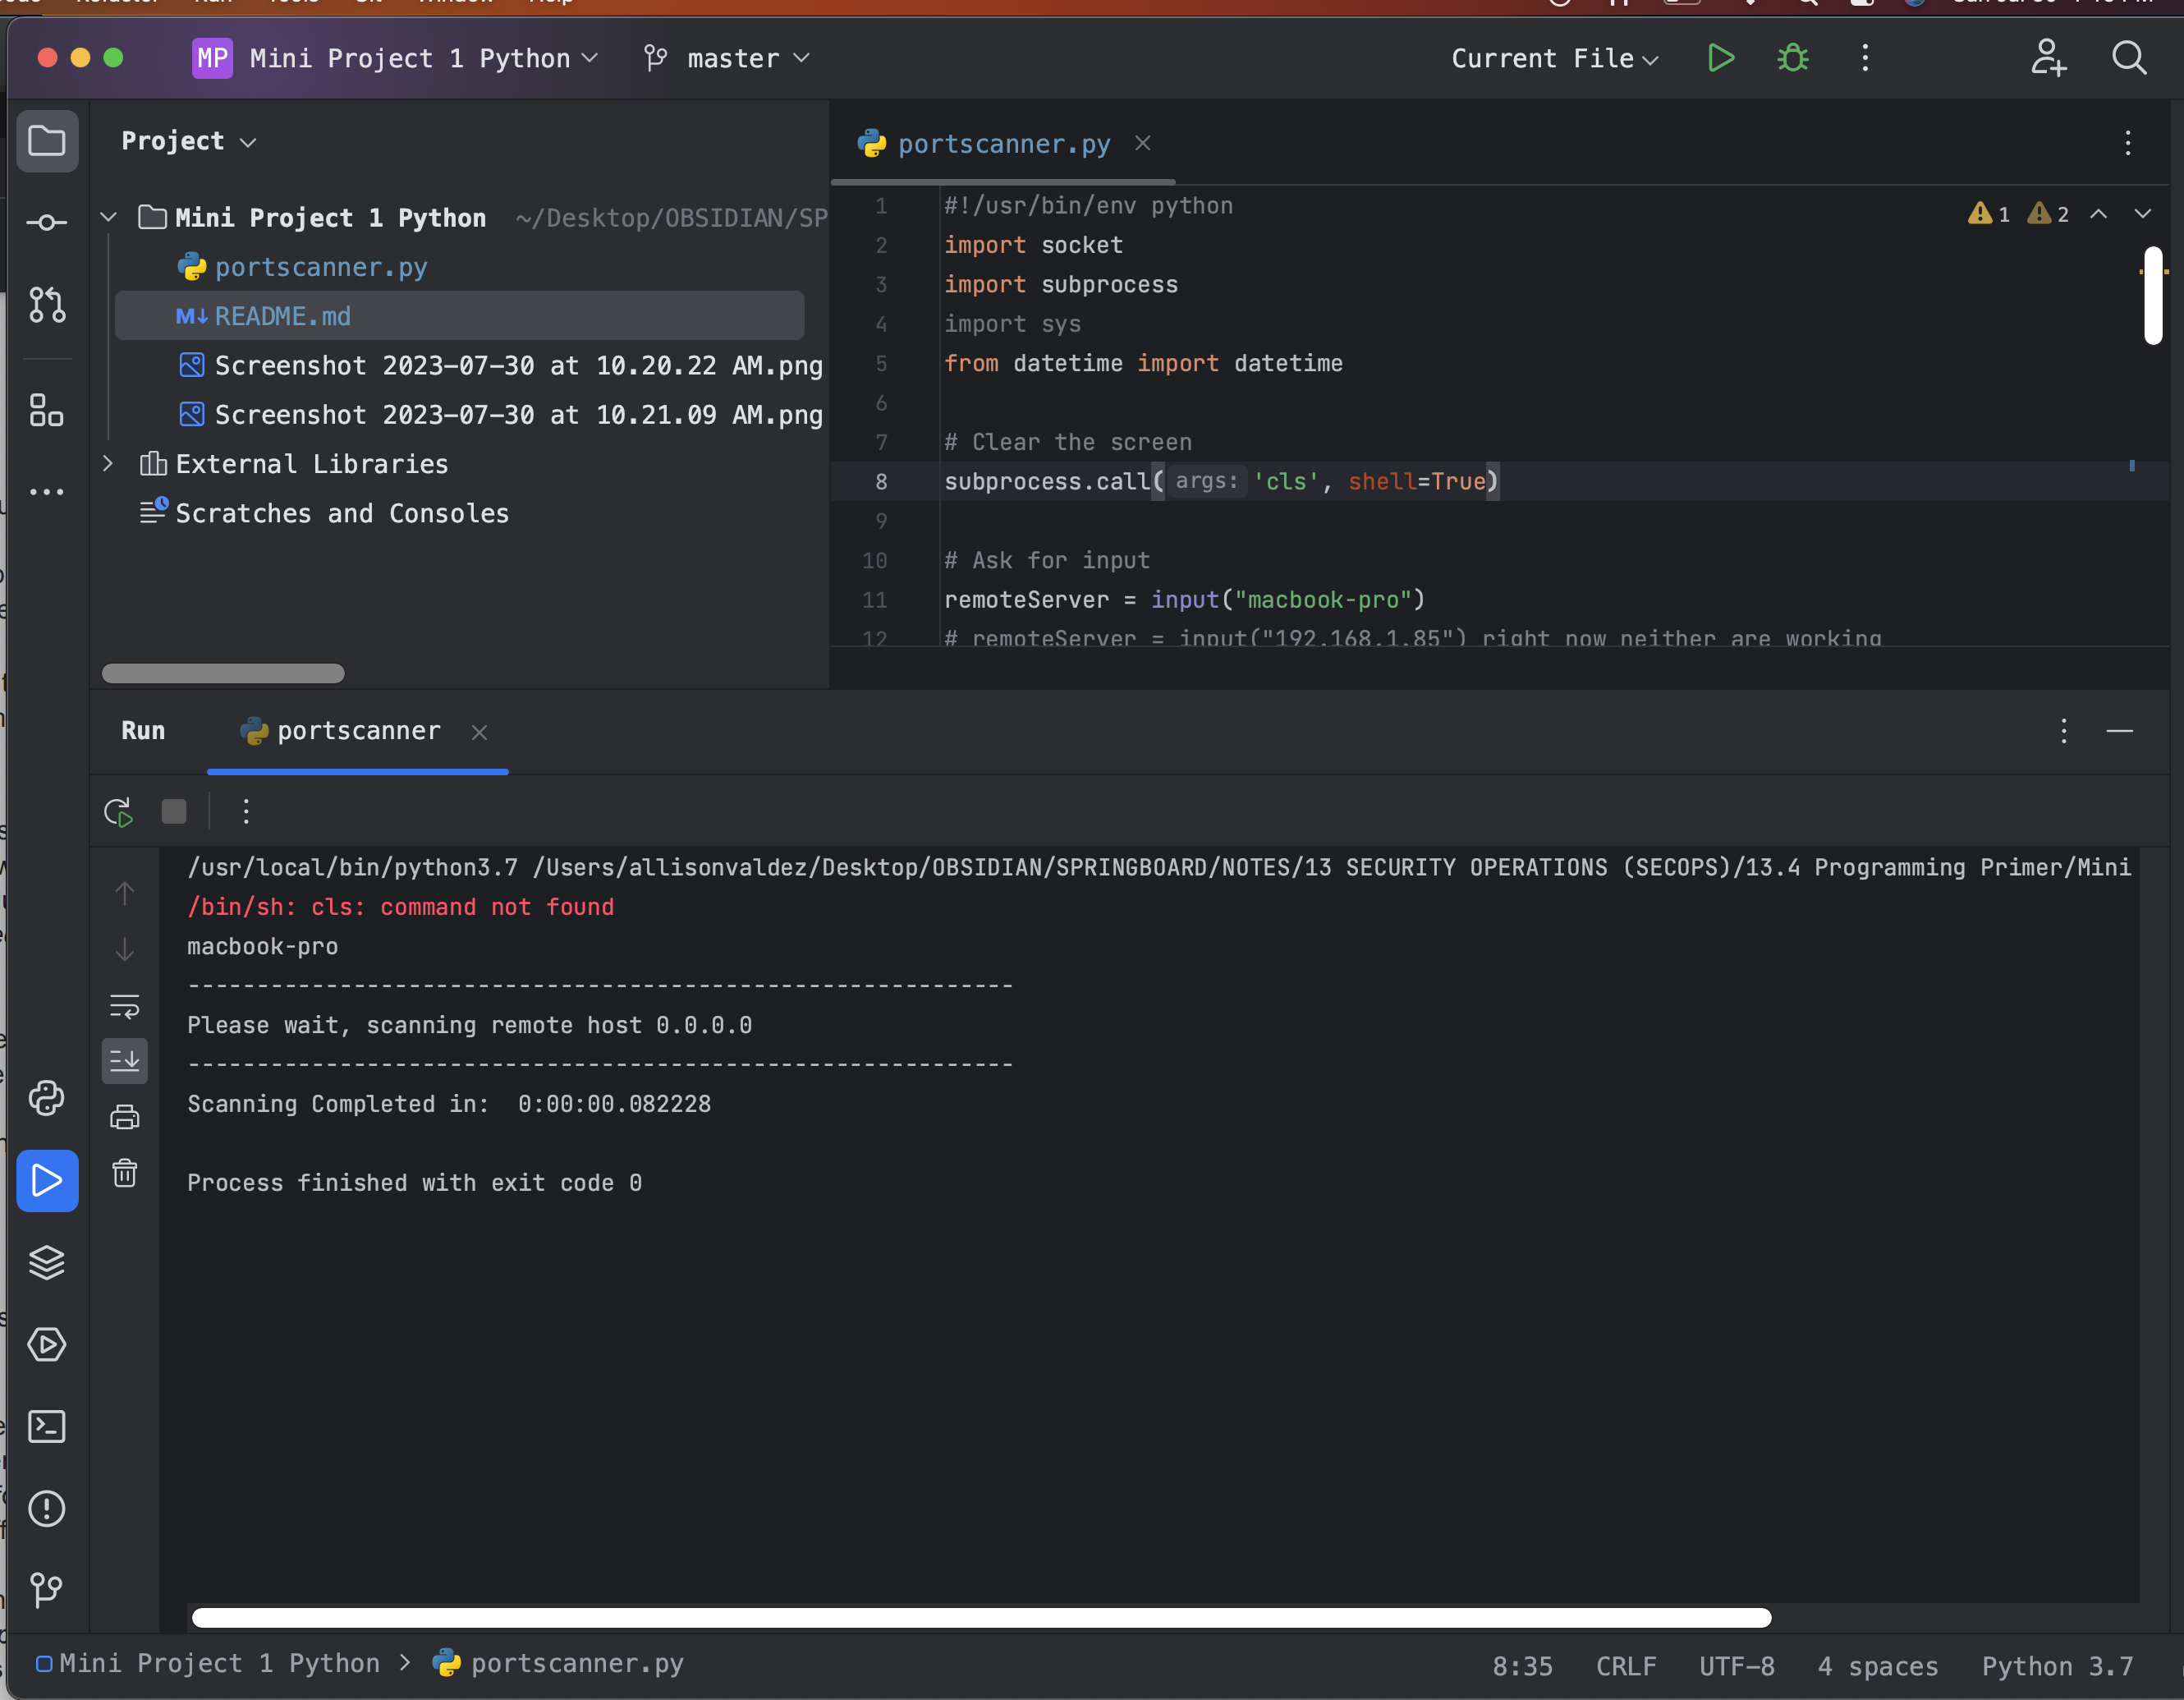 MP Mini Project 1 Python master Current File
Project
Mini Project 1 Python ~/Desktop/OBSIDIAN/SP
portscanner.py
README.md
Screenshot 2023-07-30 at 10.20.22 AM.png
Screenshot 2023-07-30 at 10.21.09 AM.png
External Libraries
Scratches and Consoles
portscanner.py
1 #!/usr/bin/env python
1 2
2 import socket
3 import subprocess
4 import sys
5 from datetime import datetime
6
7 # Clear the screen
8 subprocess.call( args: 'cls', shell=True)
9
10 # Ask for input
11 remoteServer = input("macbook-pro")
12 # remoteServer = input("192.168.1.85") right now neither are working
Run portscanner
/usr/local/bin/python3.7 /Users/allisonvaldez/Desktop/OBSIDIAN/SPRINGBOARD/NOTES/13 SECURITY OPERATIONS (SECOPS)/13.4 Programming Primer/Mini
/bin/sh: cls: command not found
macbook-pro
------------------------------------------------------------
Please wait, scanning remote host 0.0.0.0
------------------------------------------------------------
Scanning Completed in:  0:00:00.082228
Process finished with exit code 0
Mini Project 1 Python > portscanner.py
8:35 CRLF UTF-8 4 spaces Python 3.7